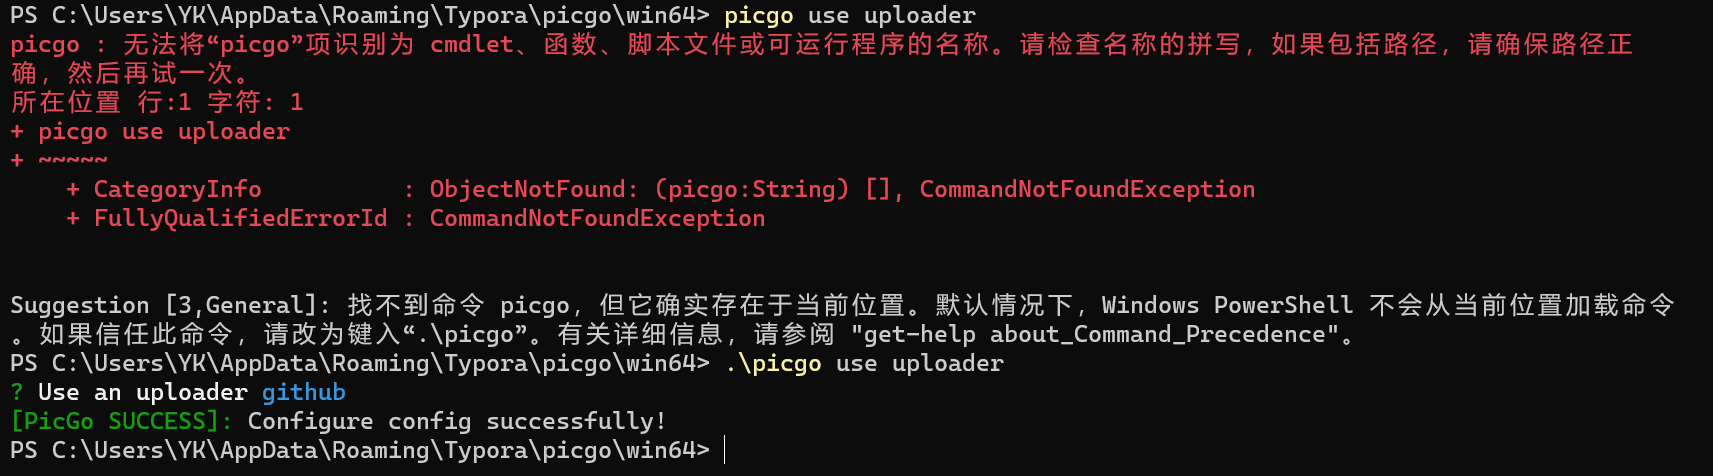 PS C:\Users\YK\AppData\Roaming\Typora\picgo\win64> picgo use uploader
picgo : 无法将“picgo”项识别为 cmdlet、函数、脚本文件或可运行程序的名称。请检查名称的拼写，如果包括路径，请确保路径正
确，然后再试一次。
所在位置 行:1 字符: 1
+ picgo use uploader
+ ~~~~~
    + CategoryInfo          : ObjectNotFound: (picgo:String) [], CommandNotFoundException
    + FullyQualifiedErrorId : CommandNotFoundException
Suggestion [3,General]: 找不到命令 picgo，但它确实存在于当前位置。默认情况下，Windows PowerShell 不会从当前位置加载命令
。如果信任此命令，请改为键入“.\picgo”。有关详细信息，请参阅 "get-help about_Command_Precedence"。
PS C:\Users\YK\AppData\Roaming\Typora\picgo\win64> .\picgo use uploader
? Use an uploader github
[PicGo SUCCESS]: Configure config successfully!
PS C:\Users\YK\AppData\Roaming\Typora\picgo\win64>